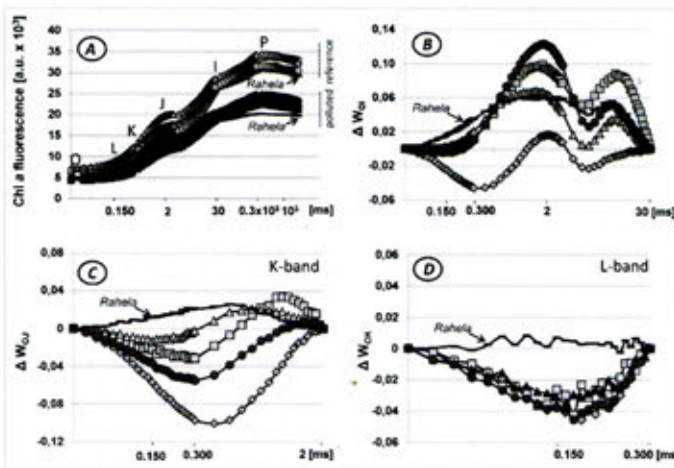 Chl a fluorescence [a.u. x 10³]
40
35
30
25
20
15
10
5
0
A
O
L
K
J
I
P
Rahela
Rahela
reference
polluted
0.150
2
30
0.3x10³
10³
[ms]
Δ W_OI
0,14
0,10
0,06
0,02
-0,02
-0,06
B
Rahela
0.150
0.300
2
30 [ms]
Δ W_OJ
0,08
0,04
0
-0,04
-0,08
-0,12
C
K-band
Rahela
0.150
0.300
2 [ms]
Δ W_OK
0,06
0,04
0,02
0
-0,02
-0,04
-0,06
D
L-band
Rahela
0.150
0.300 [ms]